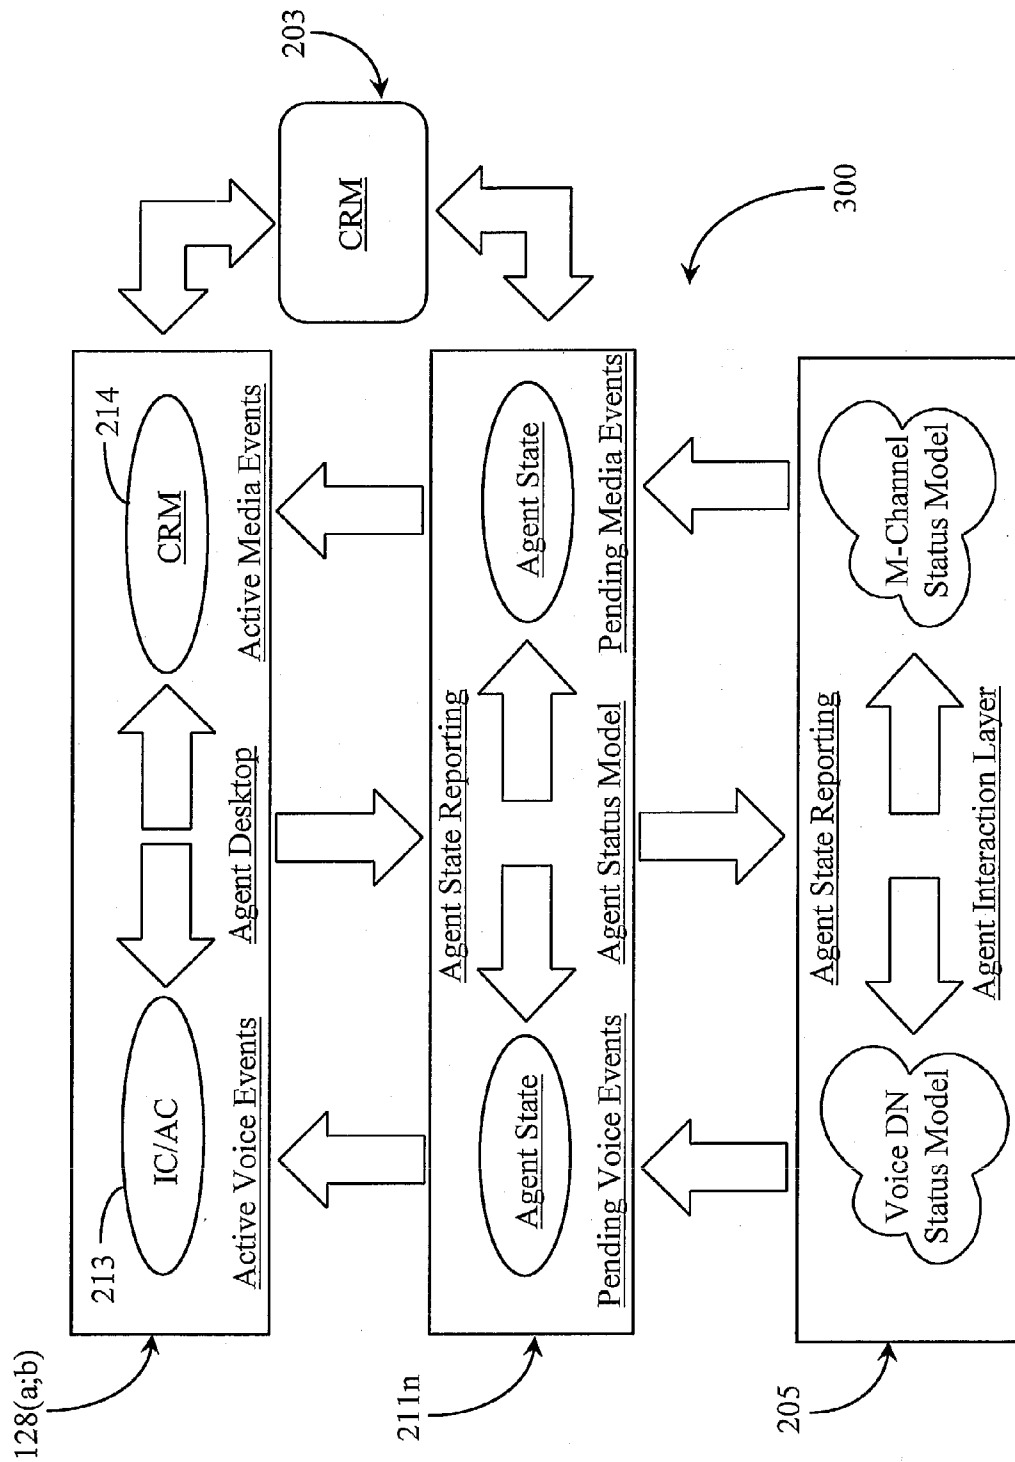 128(a;b)
213
IC/AC
Active Voice Events
Agent Desktop
214
CRM
Active Media Events
203
CRM
211n
Agent State Reporting
Agent State
Agent State
Pending Voice Events
Agent Status Model
Pending Media Events
300
205
Agent State Reporting
Voice DN
Status Model
M-Channel
Status Model
Agent Interaction Layer